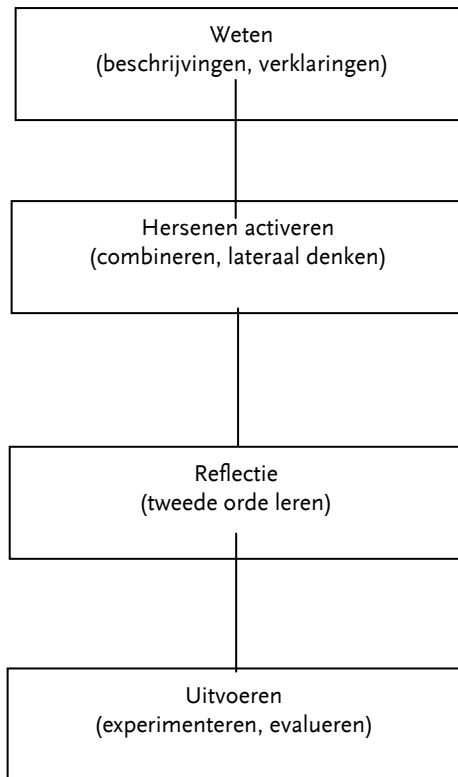 Weten
(beschrijvingen, verklaringen)
Hersenen activeren
(combineren, lateraal denken)
Reflectie
(tweede orde leren)
Uitvoeren
(experimenteren, evalueren)